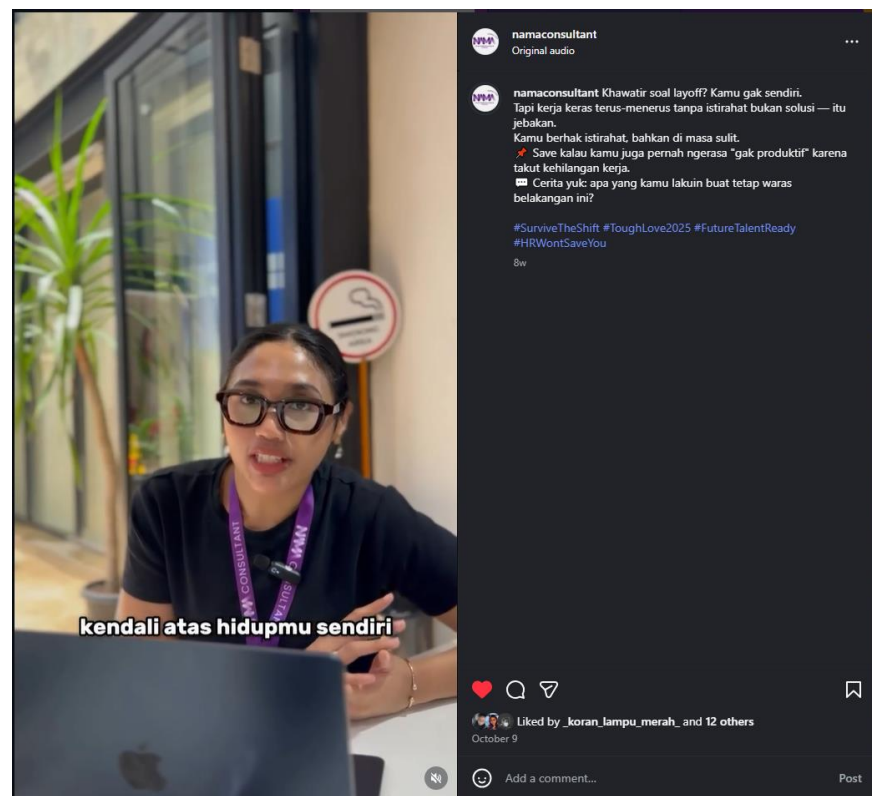 SMOKING
AREA
NAMA CONSULTANT
kendali atas hidupmu sendiri
namaconsultant
Original audio
namaconsultant Khawatir soal layoff? Kamu gak sendiri.
Tapi kerja keras terus-menerus tanpa istirahat bukan solusi — itu
jebakan.
Kamu berhak istirahat, bahkan di masa sulit.
📌 Save kalau kamu juga pernah ngerasa "gak produktif" karena
takut kehilangan kerja.
💬 Cerita yuk: apa yang kamu lakuin buat tetap waras
belakangan ini?
#SurviveTheShift #ToughLove2025 #FutureTalentReady
#HRWontSaveYou
8w
Liked by _koran_lampu_merah_ and 12 others
October 9
Add a comment...
Post